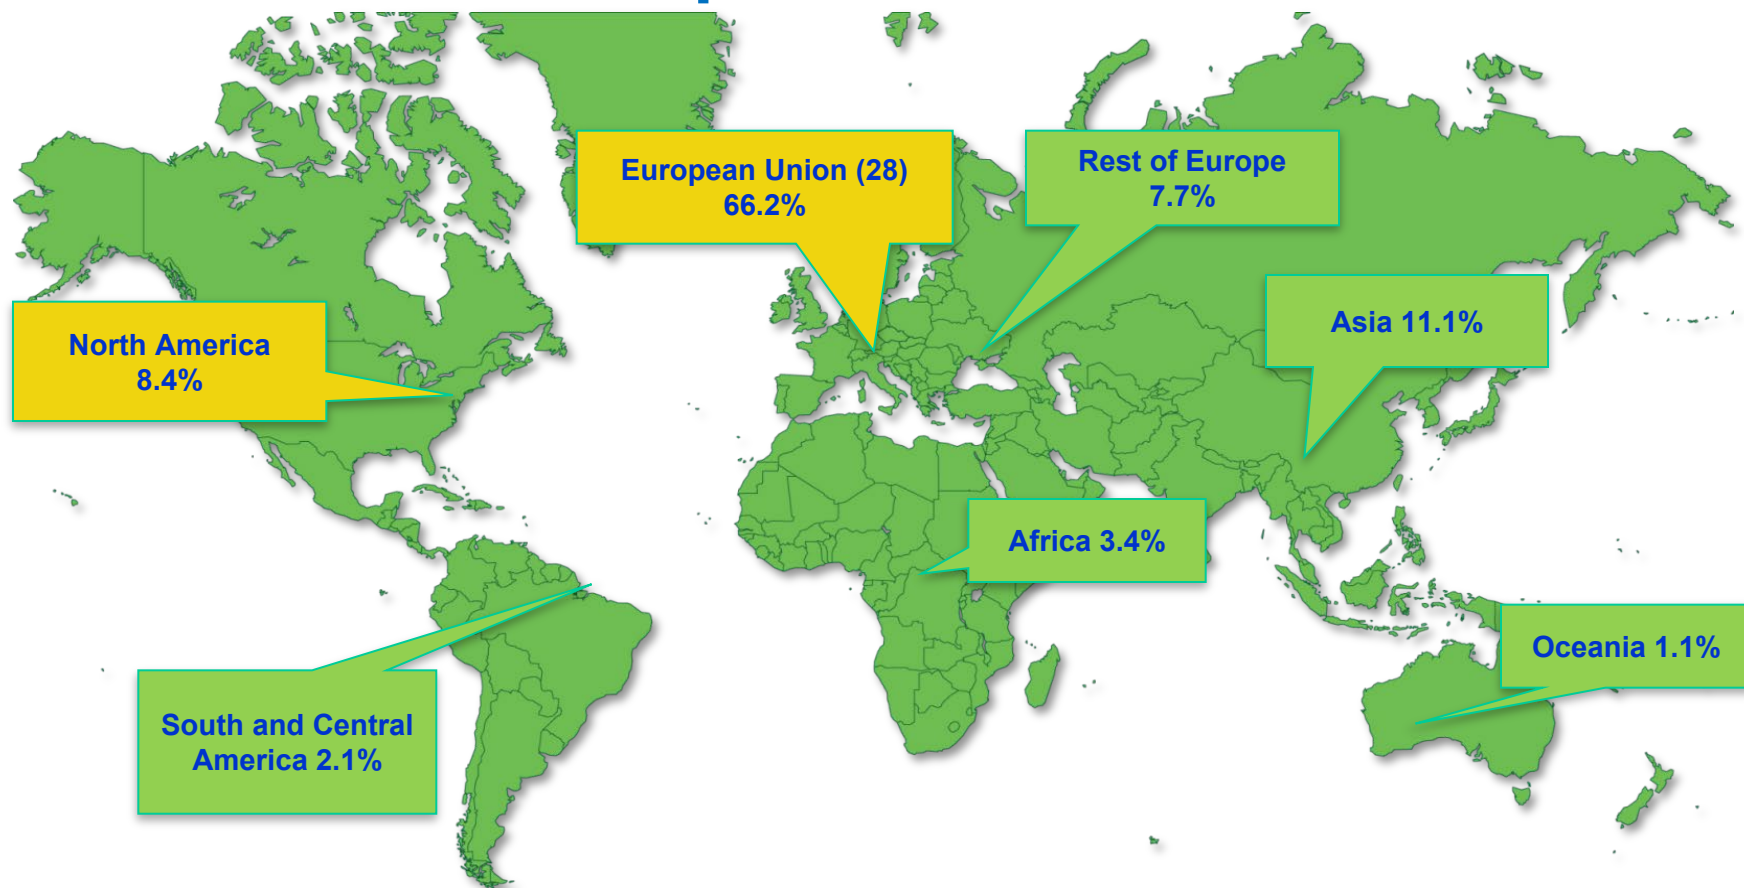 European Union (28)
66.2%
Rest of Europe
7.7%
North America
8.4%
Asia 11.1%
Africa 3.4%
Oceania 1.1%
South and Central
America 2.1%